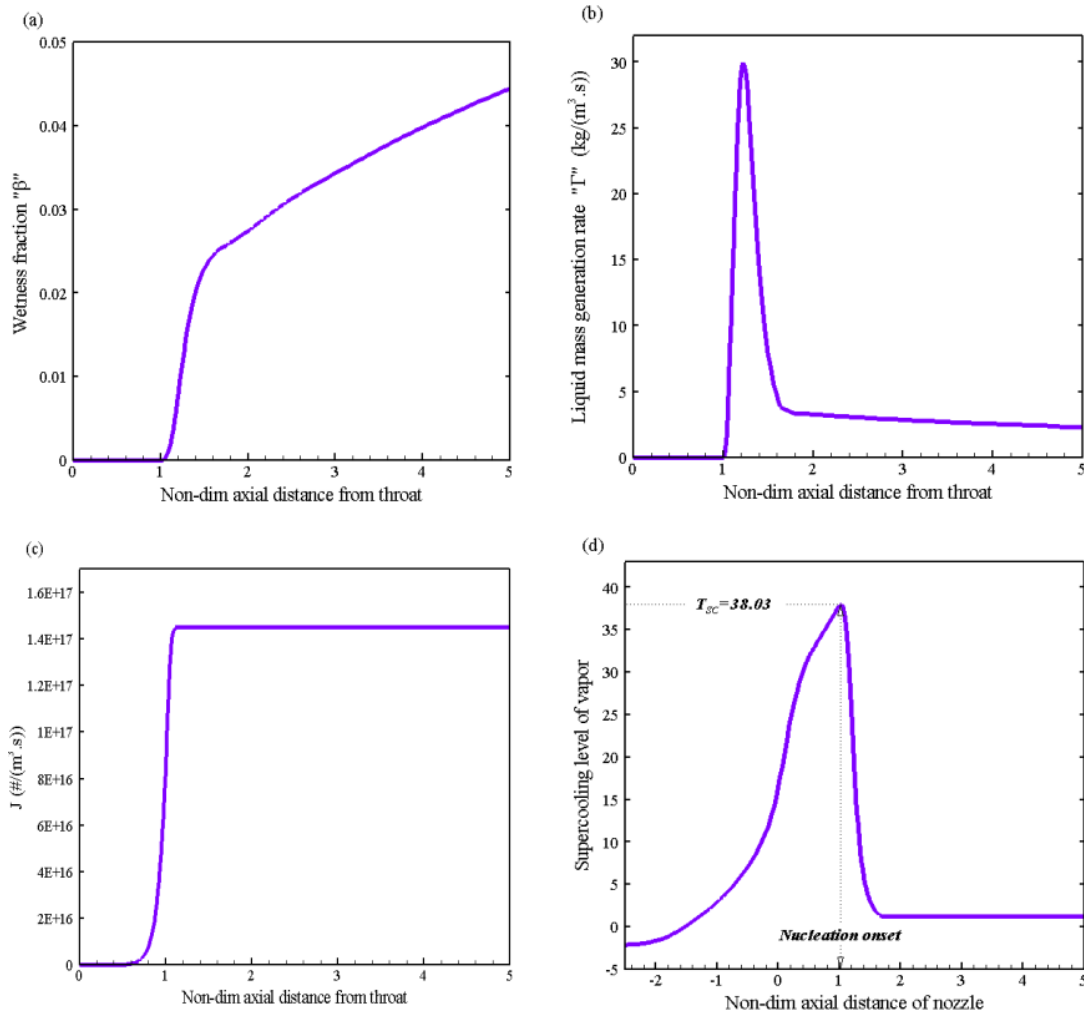 (a)
0.05
0.04
0.03
0.02
0.01
0
0 1 2 3 4 5
Wetness fraction "β"
Non-dim axial distance from throat
(b)
30
25
20
15
10
5
0
0 1 2 3 4 5
Liquid mass generation rate "Γ" (kg/(m³.s))
Non-dim axial distance from throat
(c)
1.6E+17
1.4E+17
1.2E+17
1E+17
8E+16
6E+16
4E+16
2E+16
0
0 1 2 3 4 5
J (#/(m³.s))
Non-dim axial distance from throat
(d)
40
35
30
25
20
15
10
5
0
-5
-2 -1 0 1 2 3 4 5
Supercooling level of vapor
T_SC=38.03
Nucleation onset
Non-dim axial distance of nozzle